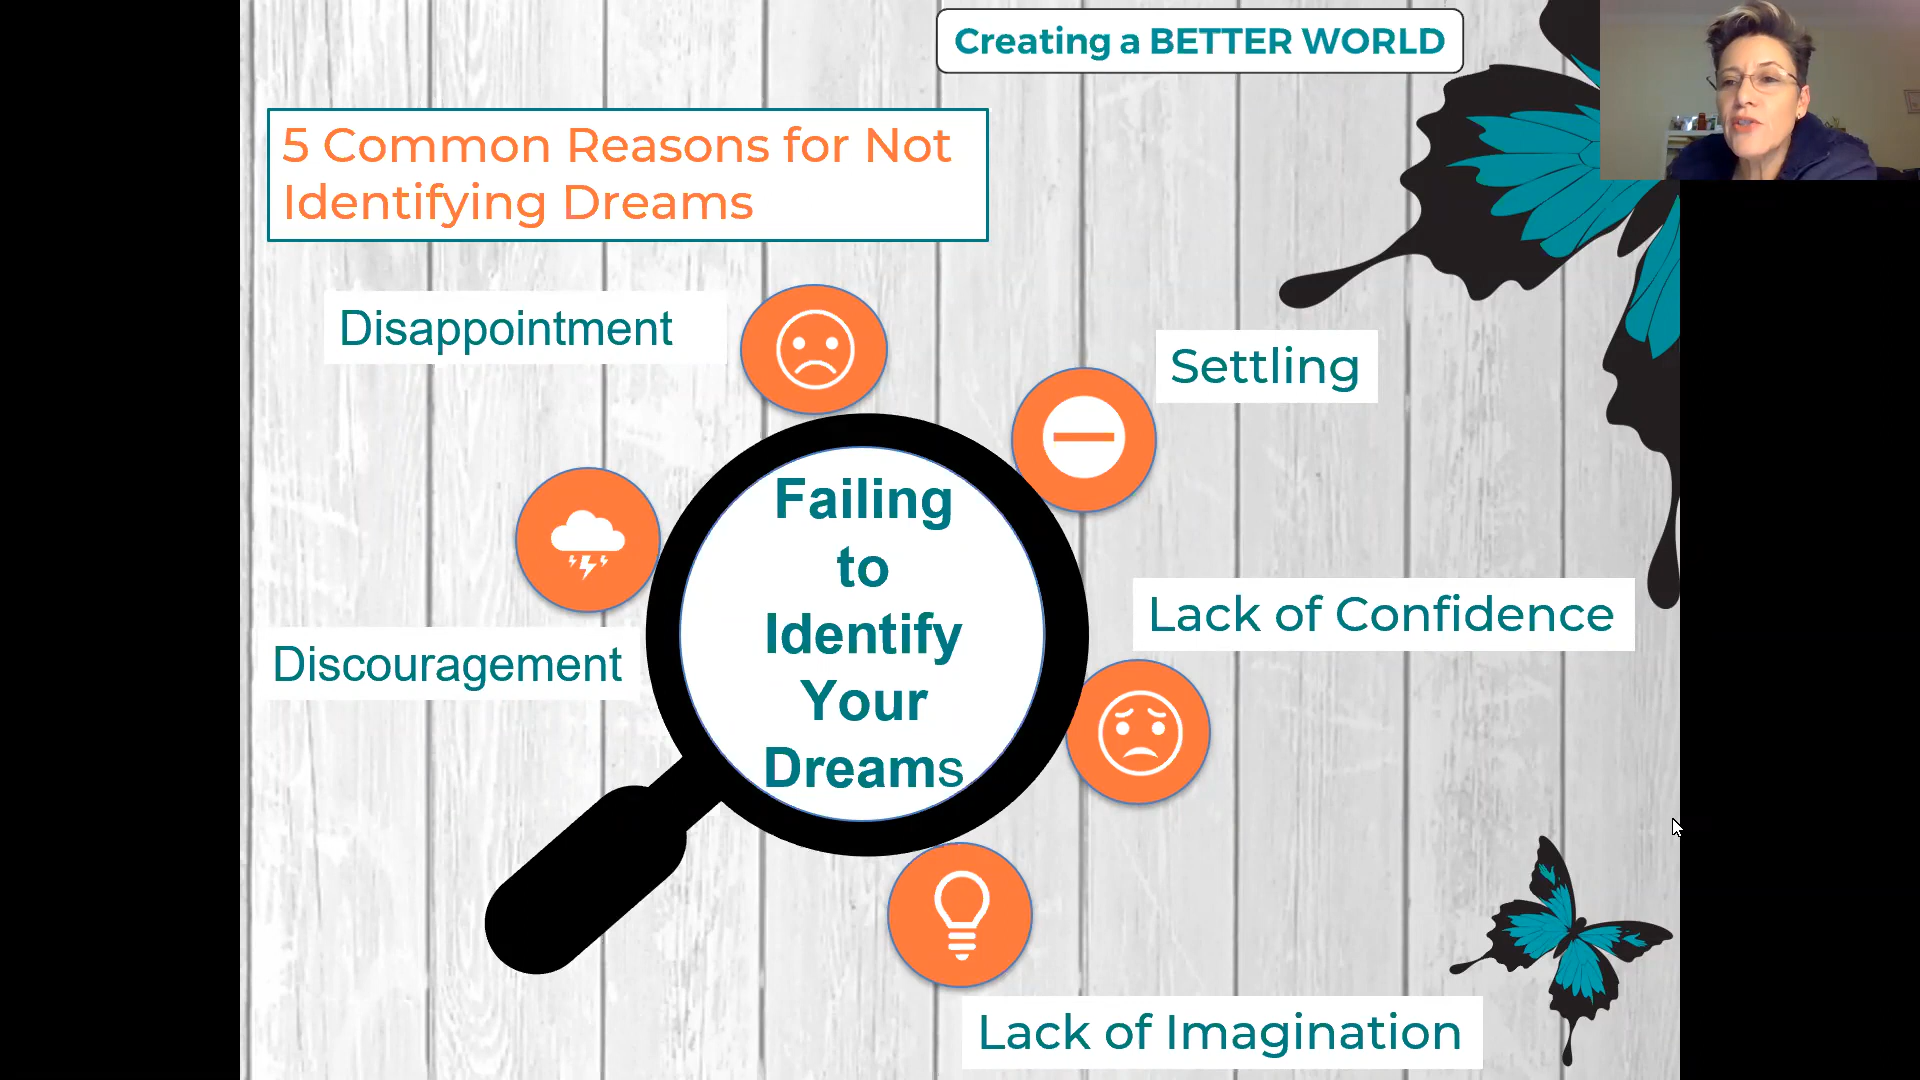 Creating a BETTER WORLD
5 Common Reasons for Not
Identifying Dreams
Disappointment
Settling
Failing
to
Identify
Your
Dreams
Lack of Confidence
Discouragement
Lack of Imagination